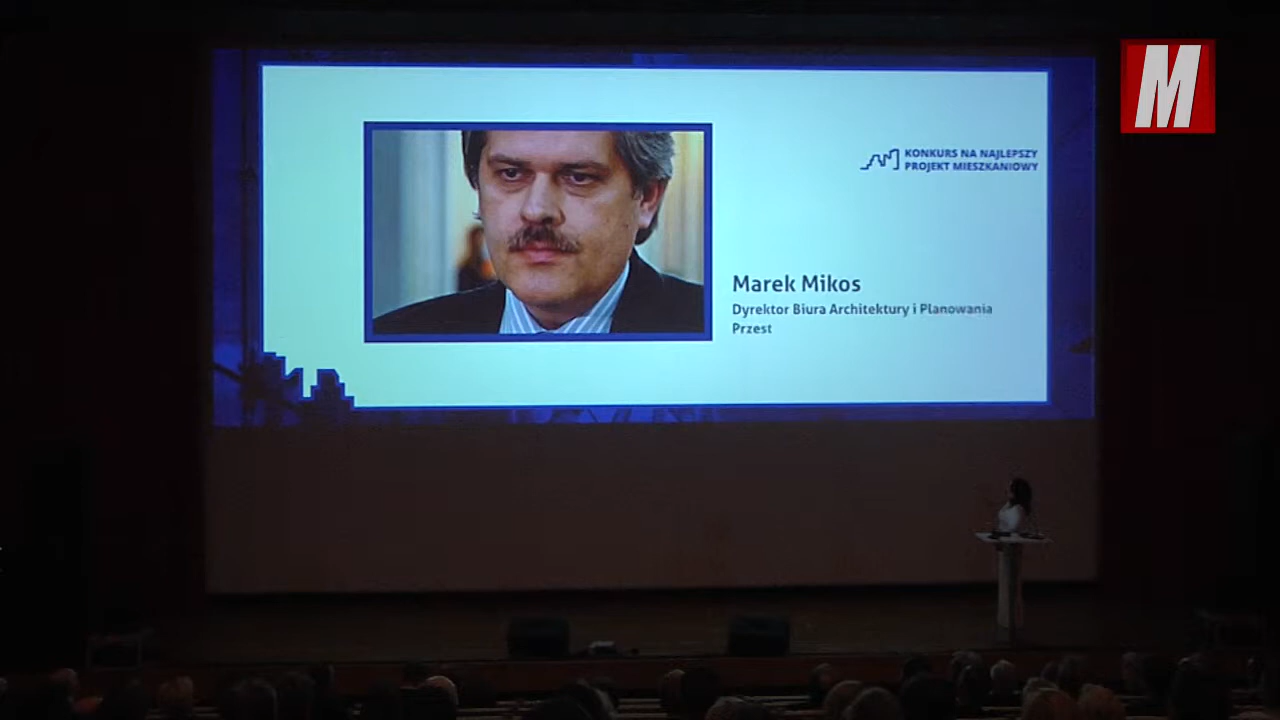 M
KONKURS NA NAJLEPSZY
PROJEKT MIESZKANIOWY
Marek Mikos
Dyrektor Biura Architektury i Planowania
Przest